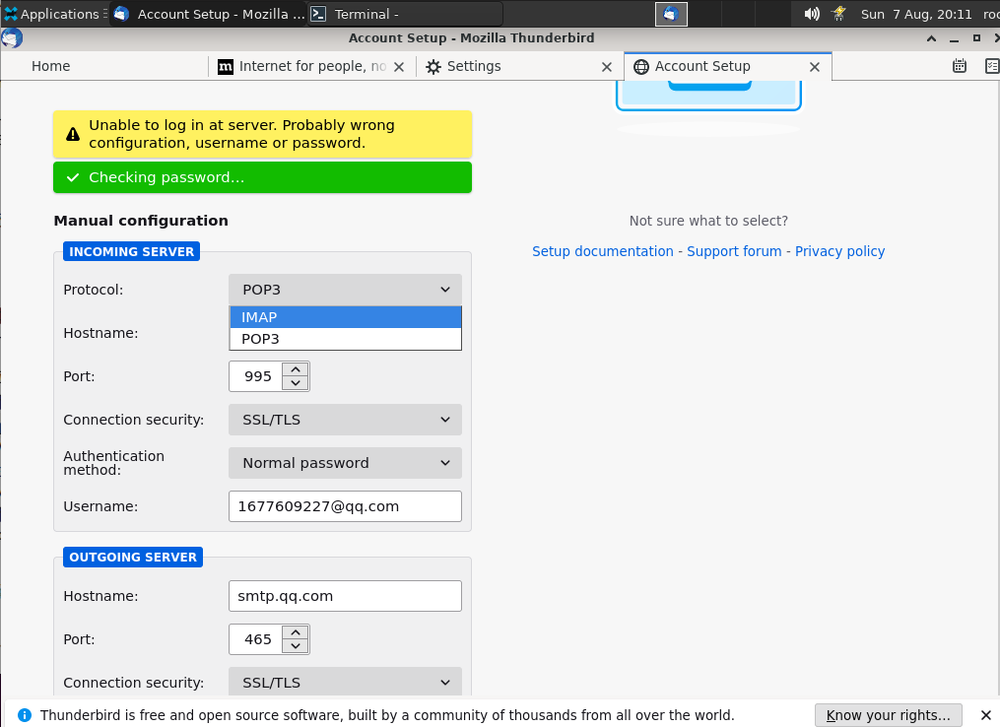 Applications
Account Setup - Mozilla ...
Terminal -
Sun 7 Aug, 20:11
Account Setup - Mozilla Thunderbird
Home
Internet for people, no
Settings
Account Setup
Unable to log in at server. Probably wrong
configuration, username or password.
Checking password...
Manual configuration
INCOMING SERVER
Protocol:
POP3
IMAP
POP3
Hostname:
Port:
995
Connection security:
SSL/TLS
Authentication
method:
Normal password
Username:
1677609227@qq.com
OUTGOING SERVER
Hostname:
smtp.qq.com
Port:
465
Connection security:
SSL/TLS
Not sure what to select?
Setup documentation - Support forum - Privacy policy
Thunderbird is free and open source software, built by a community of thousands from all over the world.
Know your rights...